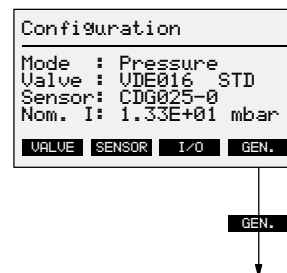 Configuration
Mode : Pressure
Valve : VDE016 STD
Sensor: CDG025-0
Nom. I: 1.33E+01 mbar
VALVE SENSOR I/O GEN.
GEN.